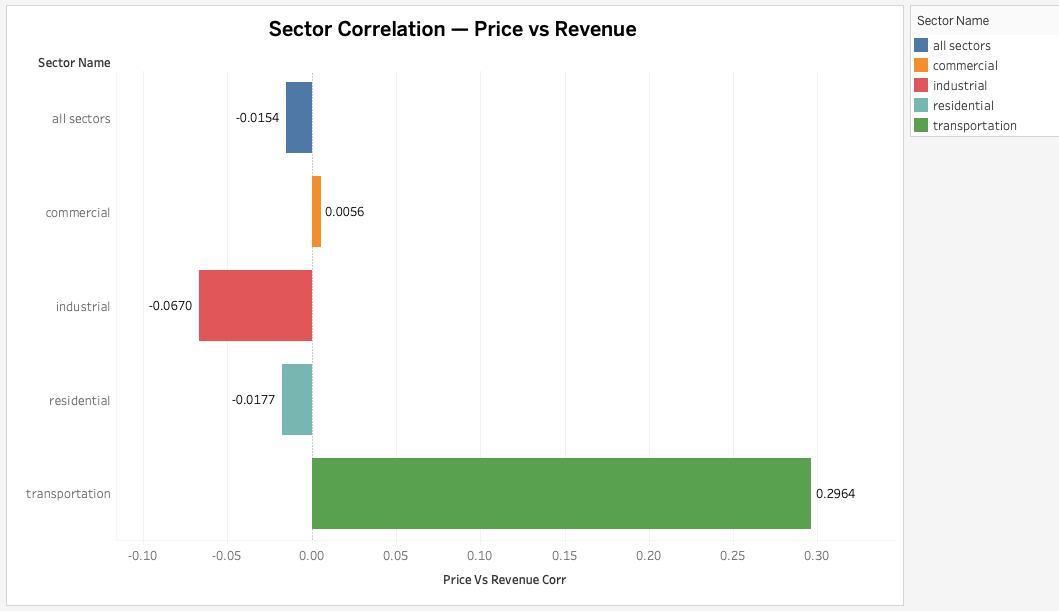 Sector Correlation — Price vs Revenue
Sector Name
all sectors
-0.0154
commercial
0.0056
industrial
-0.0670
residential
-0.0177
transportation
0.2964
-0.10 -0.05 0.00 0.05 0.10 0.15 0.20 0.25 0.30
Price Vs Revenue Corr
Sector Name
all sectors
commercial
industrial
residential
transportation